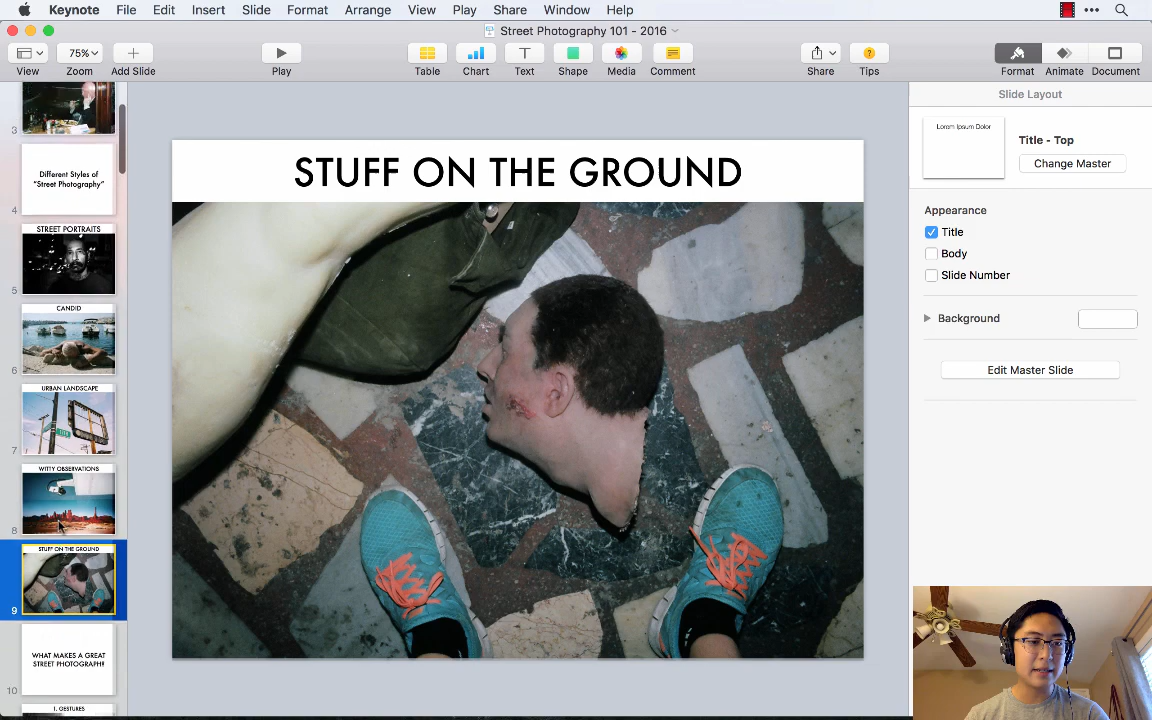 Keynote File Edit Insert Slide Format Arrange View Play Share Window Help
Street Photography 101 - 2016
75%
View Zoom Add Slide Play Table Chart Text Shape Media Comment Share Tips Format Animate Document
3
Different Styles of
"Street Photography"
4
STREET PORTRAITS
5
CANDID
6
URBAN LANDSCAPE
7
WITTY OBSERVATIONS
8
STUFF ON THE GROUND
9
WHAT MAKES A GREAT
STREET PHOTOGRAPH?
10
1. GESTURES
STUFF ON THE GROUND
Slide Layout
Lorem Ipsum Dolor
Title - Top
Change Master
Appearance
Title
Body
Slide Number
Background
Edit Master Slide